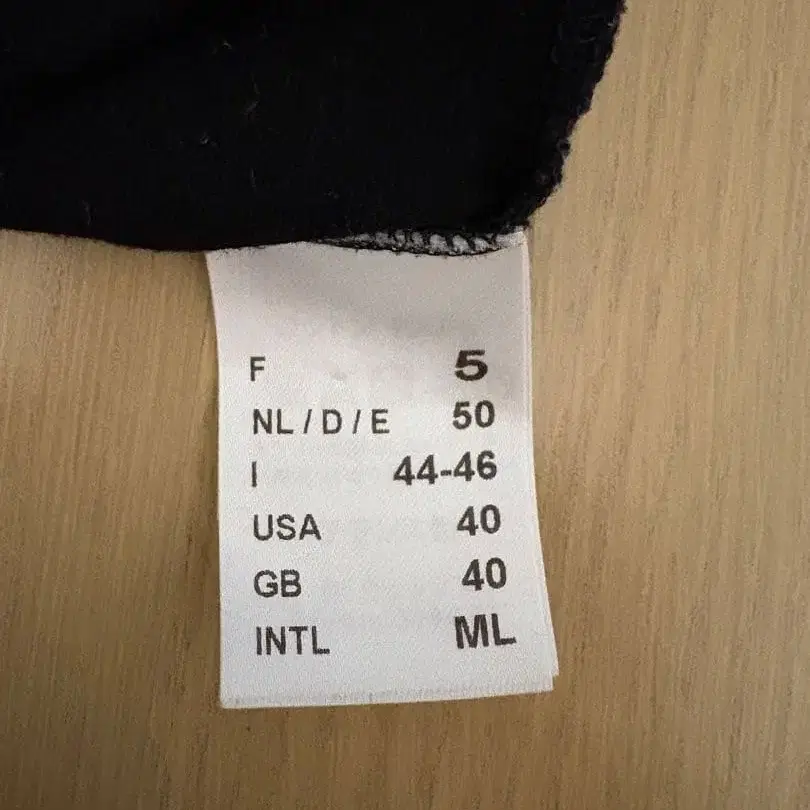 F 5
NL / D / E 50
I 44-46
USA 40
GB 40
INTL ML